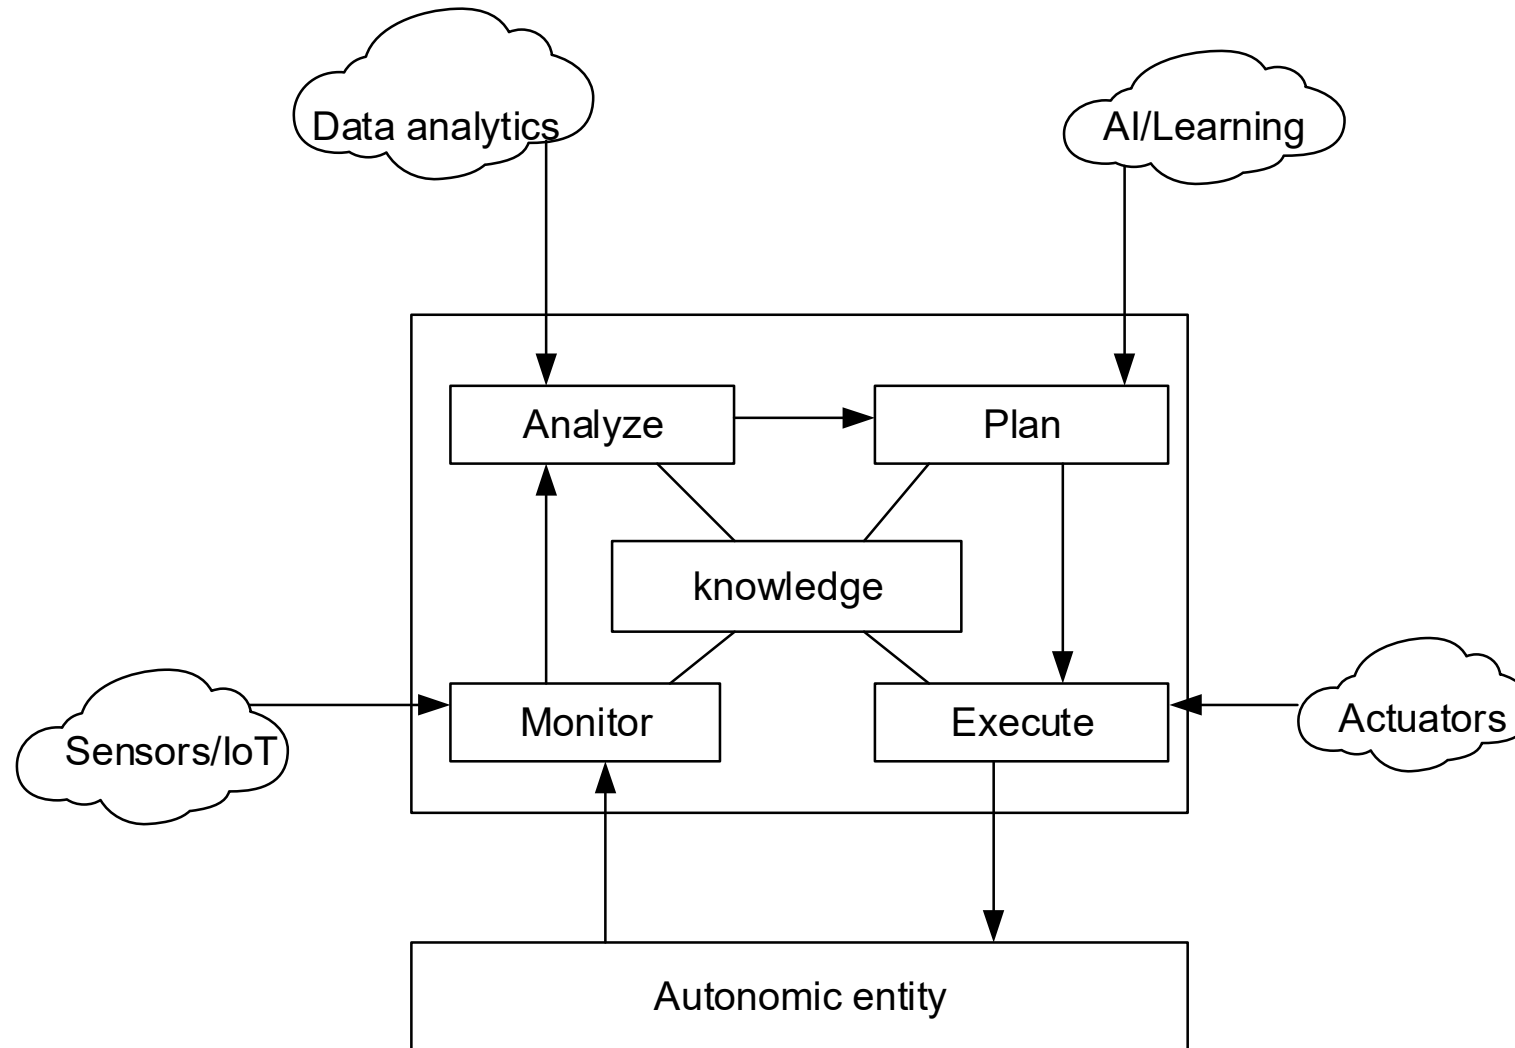 Data analytics
AI/Learning
Analyze
Plan
knowledge
Monitor
Execute
Sensors/IoT
Actuators
Autonomic entity